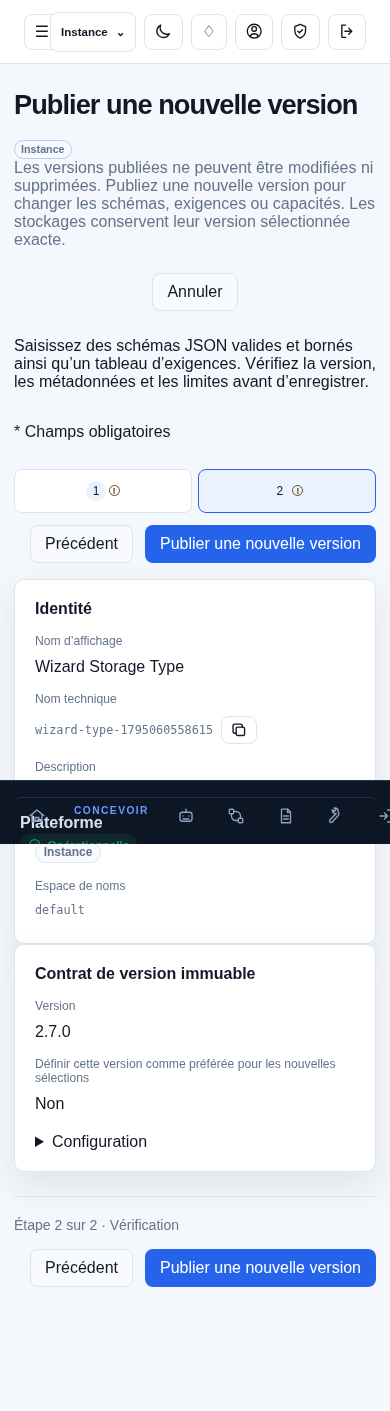 Instance
Publier une nouvelle version
Instance
Les versions publiées ne peuvent être modifiées ni
supprimées. Publiez une nouvelle version pour
changer les schémas, exigences ou capacités. Les
stockages conservent leur version sélectionnée
exacte.
Annuler
Saisissez des schémas JSON valides et bornés
ainsi qu’un tableau d’exigences. Vérifiez la version,
les métadonnées et les limites avant d’enregistrer.
* Champs obligatoires
1
2
Précédent
Publier une nouvelle version
Identité
Nom d’affichage
Wizard Storage Type
Nom technique
wizard-type-1795060558615
Description
CONCEVOIR
Plateforme
Opérationnelle
Instance
Espace de noms
default
Contrat de version immuable
Version
2.7.0
Définir cette version comme préférée pour les nouvelles
sélections
Non
Configuration
Étape 2 sur 2 · Vérification
Précédent
Publier une nouvelle version